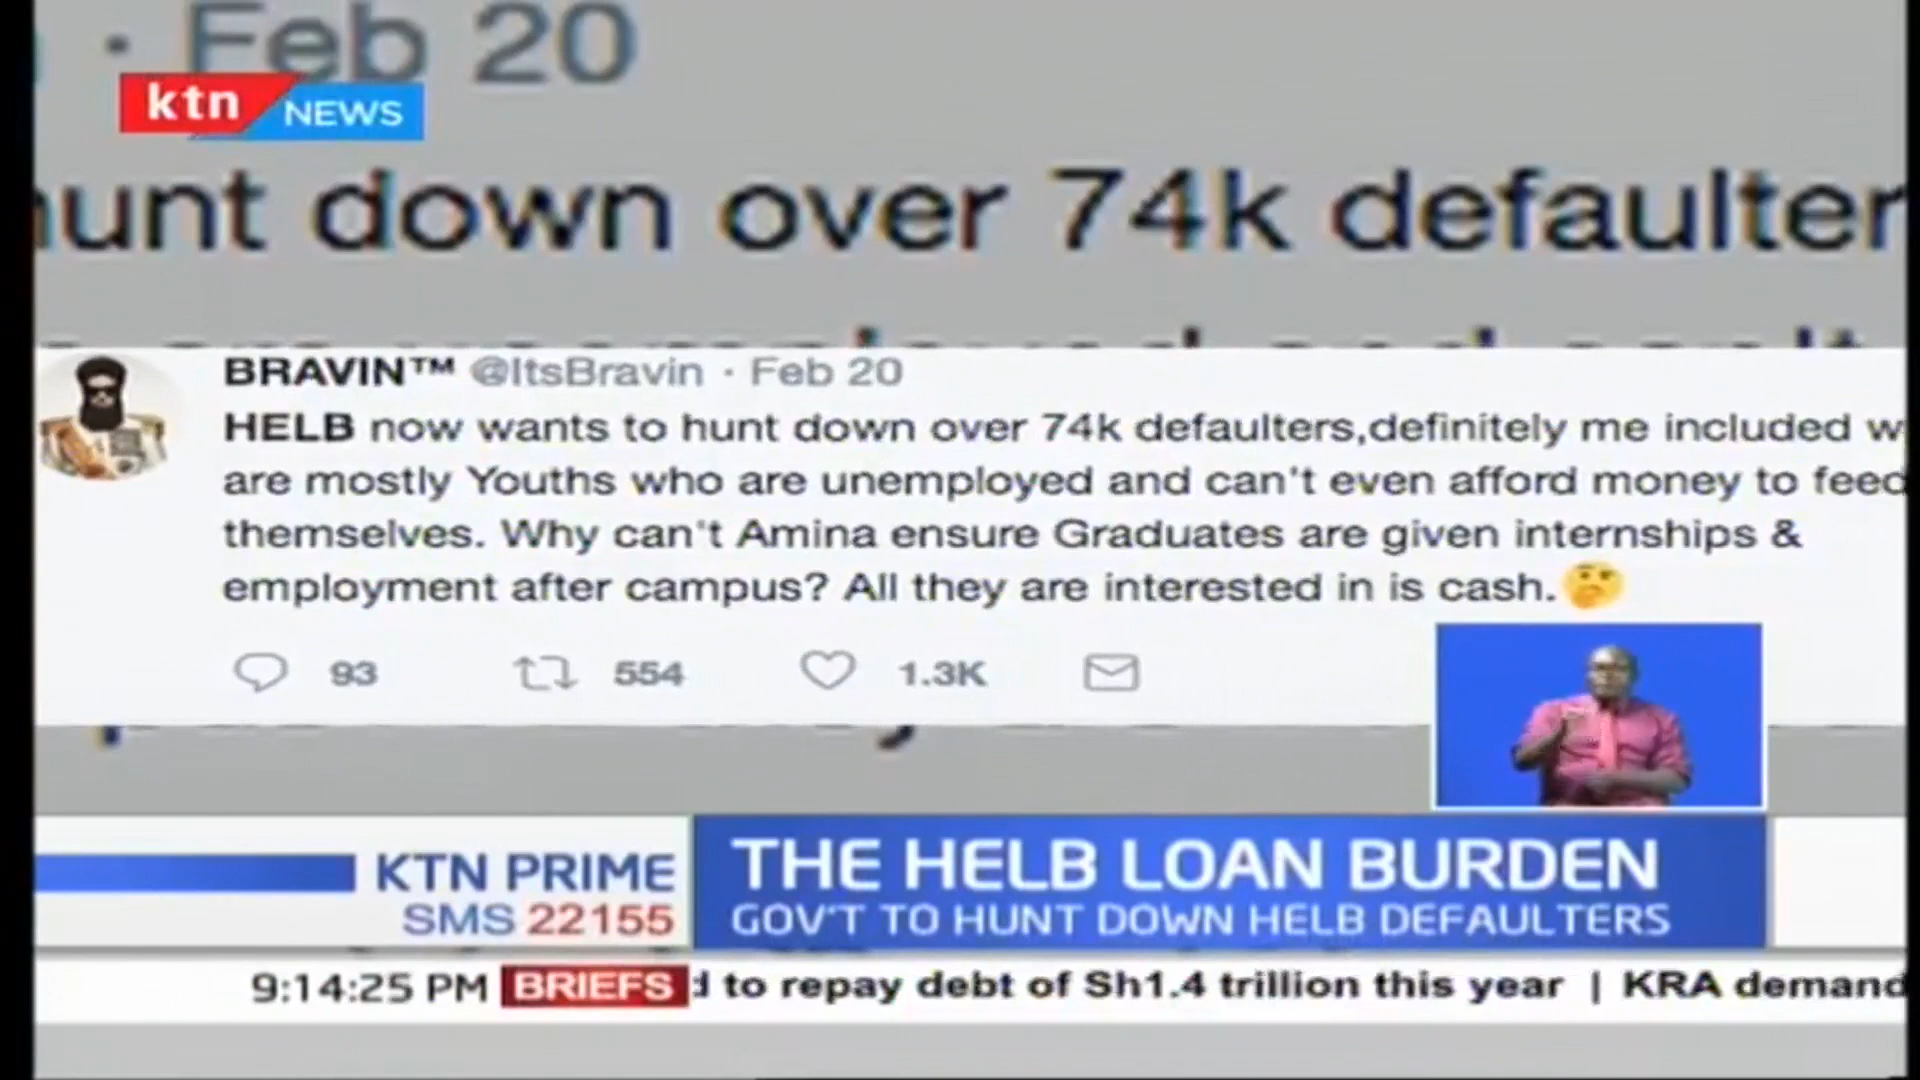 · Feb 20
ktn NEWS
hunt down over 74k defaulter
BRAVIN™ @ItsBravin · Feb 20
HELB now wants to hunt down over 74k defaulters,definitely me included w
are mostly Youths who are unemployed and can't even afford money to feed
themselves. Why can't Amina ensure Graduates are given internships &
employment after campus? All they are interested in is cash.🤔
93 554 1.3K
KTN PRIME
SMS 22155
THE HELB LOAN BURDEN
GOV'T TO HUNT DOWN HELB DEFAULTERS
9:14:25 PM BRIEFS d to repay debt of Sh1.4 trillion this year | KRA demand